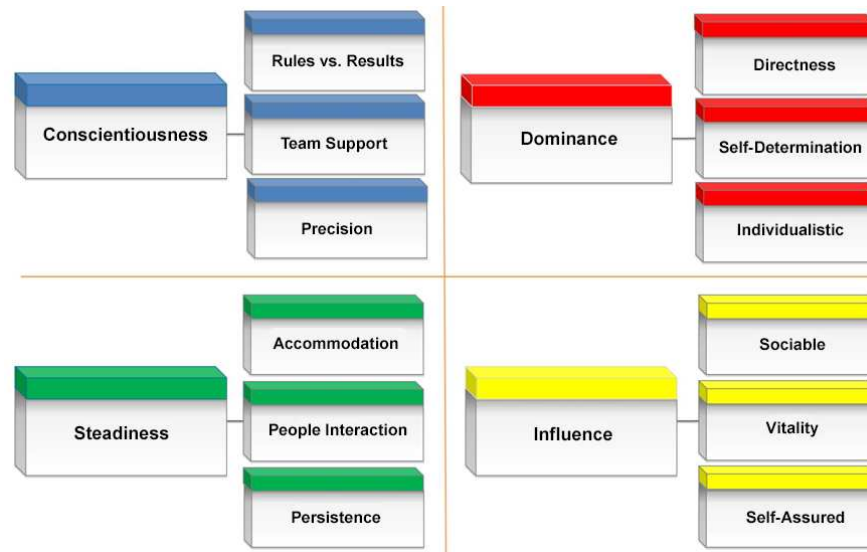 Conscientiousness
Rules vs. Results
Team Support
Precision
Dominance
Directness
Self-Determination
Individualistic
Steadiness
Accommodation
People Interaction
Persistence
Influence
Sociable
Vitality
Self-Assured